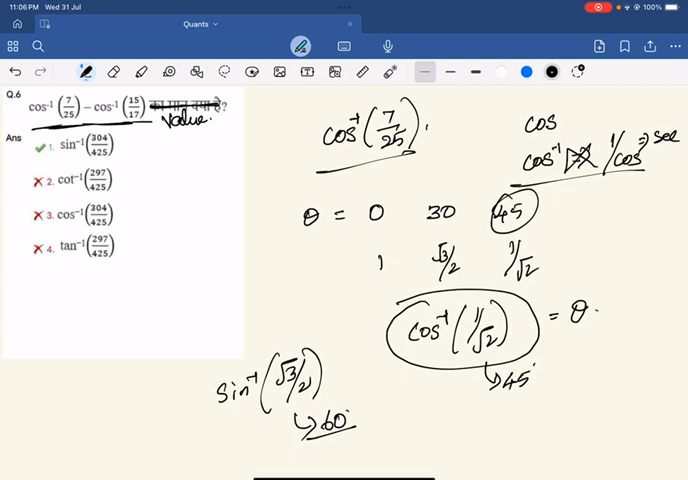 11:06 PM Wed 31 Jul
100%
Quants
Q.6
cos⁻¹(7/25) − cos⁻¹(15/17) का मान क्या है?
value.
Ans
1. sin⁻¹(304/425)
2. cot⁻¹(297/425)
3. cos⁻¹(304/425)
4. tan⁻¹(297/425)
cos⁻¹(7/25).
cos
cos⁻¹ 1/cos ⇒ sec
θ = 0 30 45
1 √3/2 1/√2
cos⁻¹(1/√2) = θ.
↳45°
sin⁻¹(√3/2)
↳60°